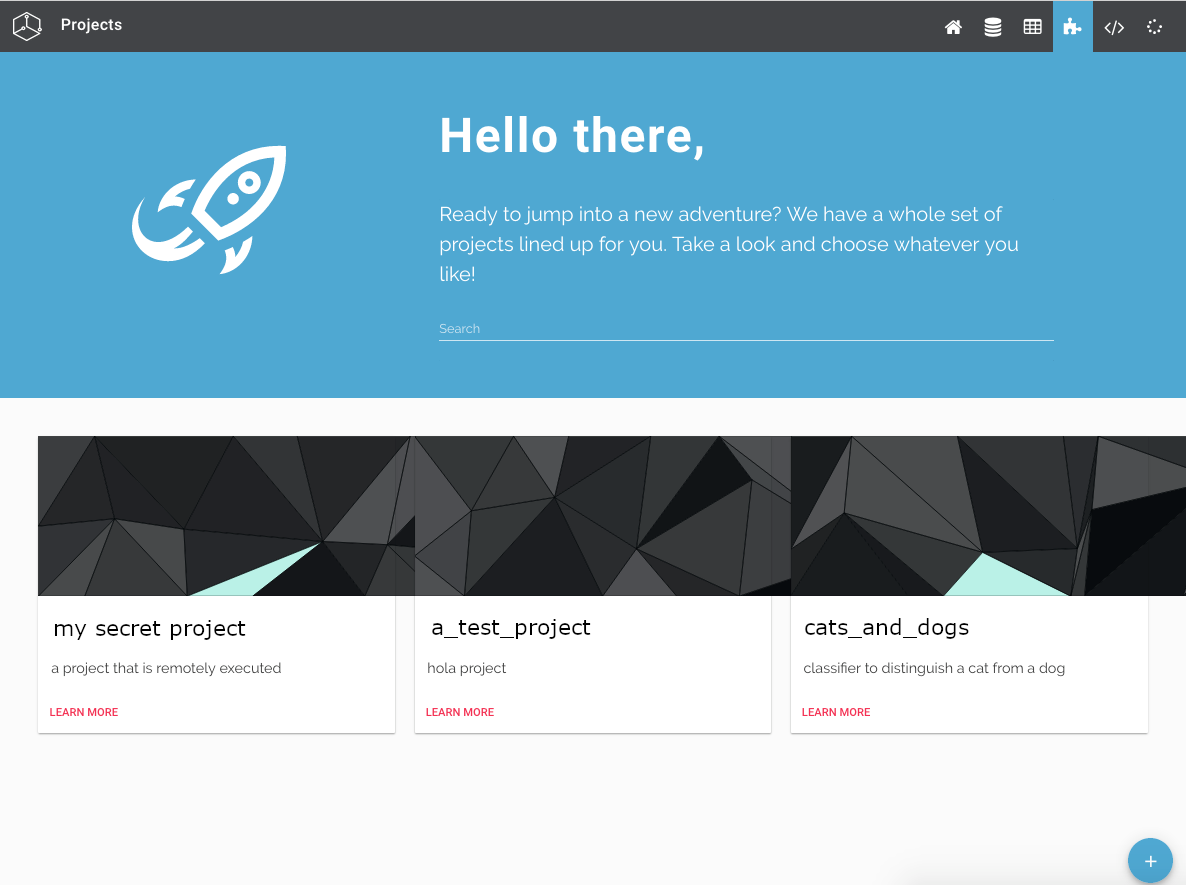 Projects
Hello there,
Ready to jump into a new adventure? We have a whole set of
projects lined up for you. Take a look and choose whatever you
like!
Search
my secret project
a project that is remotely executed
LEARN MORE
a_test_project
hola project
LEARN MORE
cats_and_dogs
classifier to distinguish a cat from a dog
LEARN MORE